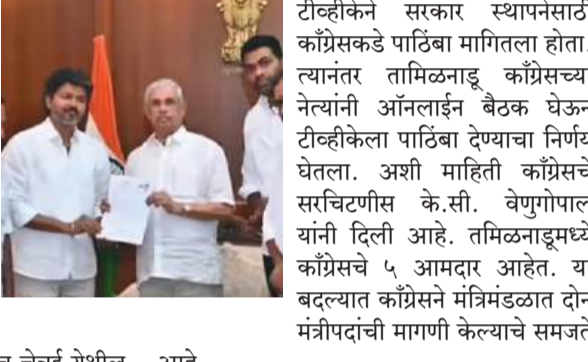 टीव्हीकेने सरकार स्थापनेसाठी
काँग्रेसकडे पाठिंबा मागितला होता.
त्यानंतर तामिळनाडू काँग्रेसच्या
नेत्यांनी ऑनलाईन बैठक घेऊन
टीव्हीकेला पाठिंबा देण्याचा निर्णय
घेतला. अशी माहिती काँग्रेसचे
सरचिटणीस के.सी. वेणुगोपाल
यांनी दिली आहे. तमिळनाडूमध्ये
काँग्रेसचे ५ आमदार आहेत. या
बदल्यात काँग्रेसने मंत्रिमंडळात दोन
मंत्रीपदांची मागणी केल्याचे समजते